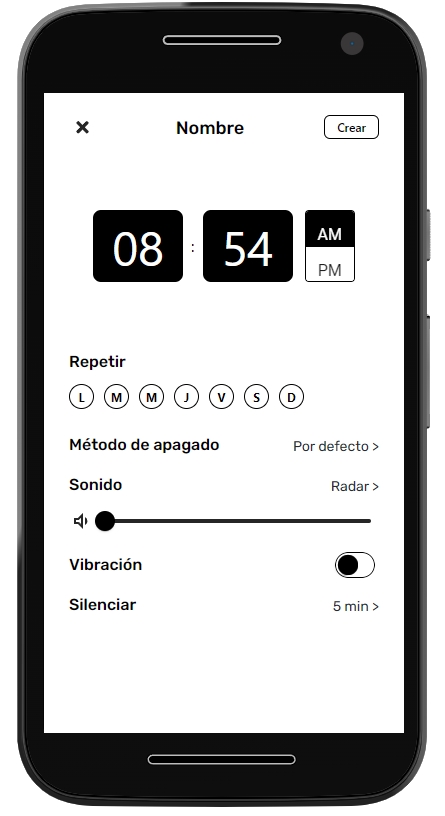 Nombre
Crear
08 : 54
AM
PM
Repetir
L M M J V S D
Método de apagado Por defecto >
Sonido Radar >
Vibración
Silenciar 5 min >